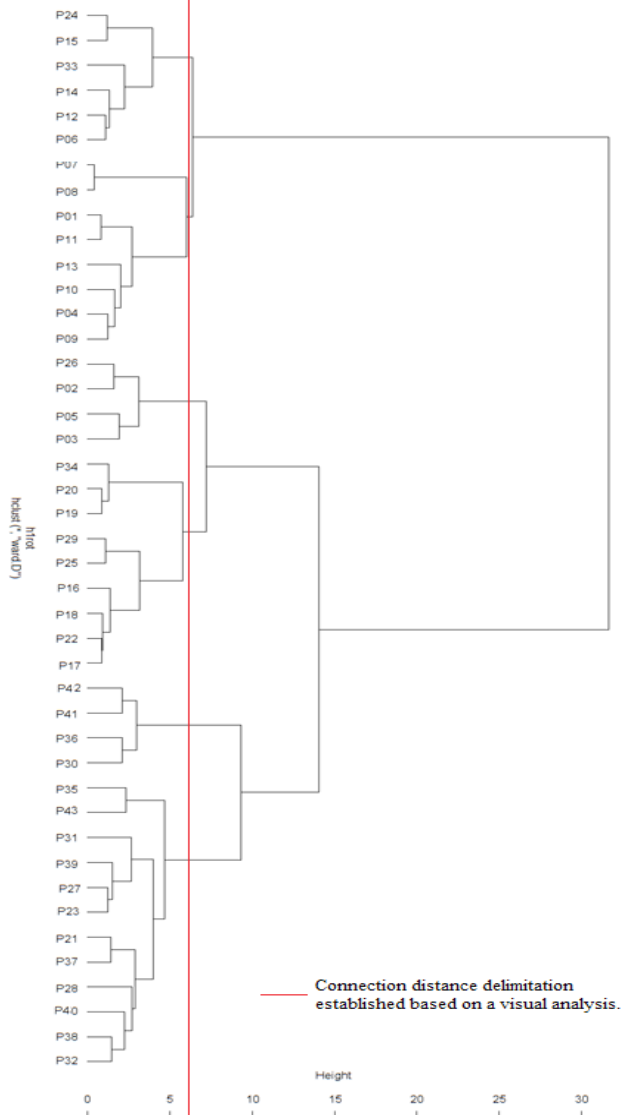 P24
P15
P33
P14
P12
P06
P07
P08
P01
P11
P13
P10
P04
P09
P26
P02
P05
P03
P34
P20
P19
P29
P25
P16
P18
P22
P17
P42
P41
P36
P30
P35
P43
P31
P39
P27
P23
P21
P37
P28
P40
P38
P32
h1rot
hclust (*, "ward.D")
Connection distance delimitation
established based on a visual analysis.
Height
0 5 10 15 20 25 30